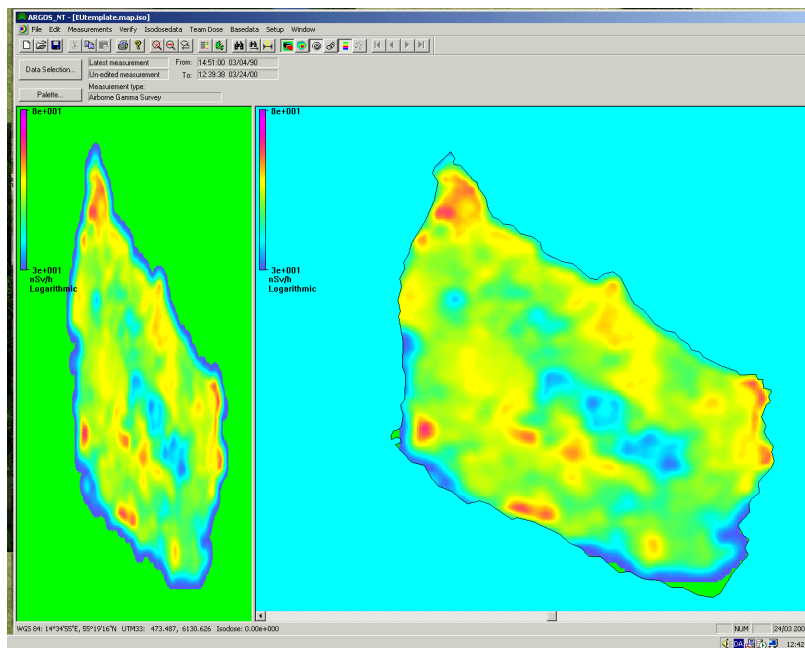 ARGOS_NT - [EUtemplate.map.iso]
File Edit Measurements Verify Isodosedata Team Dose Basedata Setup Window
Data Selection...
Latest measurement
From: 14:51:00 03/04/90
Un-edited measurement
To: 12:39:38 03/24/00
Palette...
Measurement type:
Airborne Gamma Survey
8e+001
3e+001
nSv/h
Logarithmic
8e+001
3e+001
nSv/h
Logarithmic
WGS 84: 14°34'55"E, 55°19'16"N UTM33: 473.487, 6130.626 Isodose: 0.00e+000
NUM
24/03 200
DA
12:42